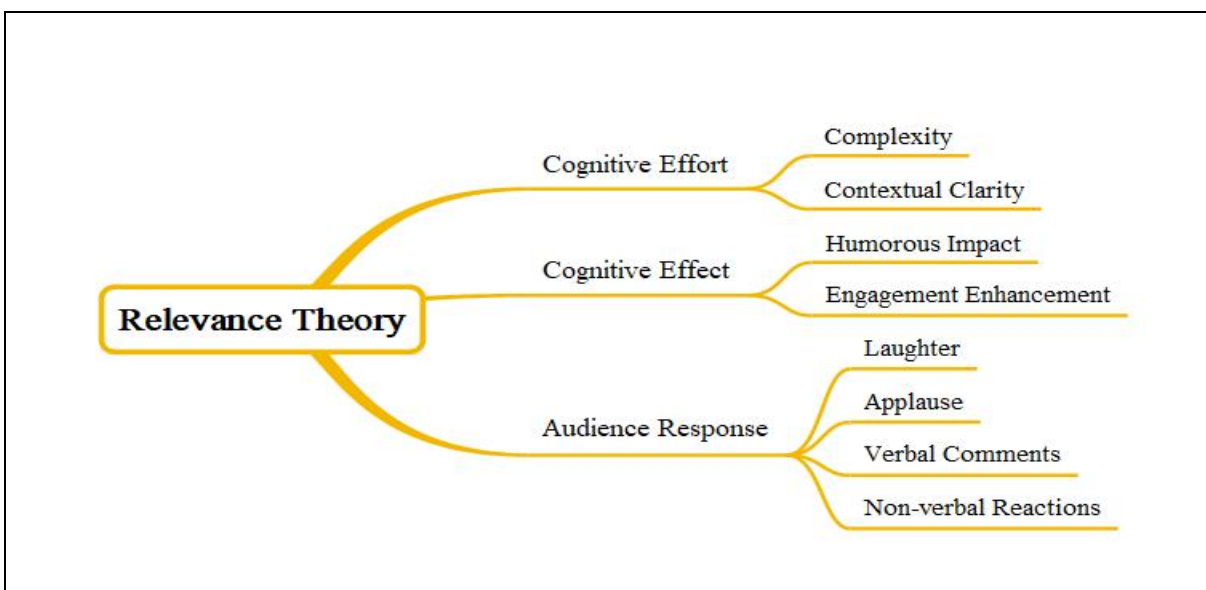 Relevance Theory
Cognitive Effort
Complexity
Contextual Clarity
Cognitive Effect
Humorous Impact
Engagement Enhancement
Audience Response
Laughter
Applause
Verbal Comments
Non-verbal Reactions